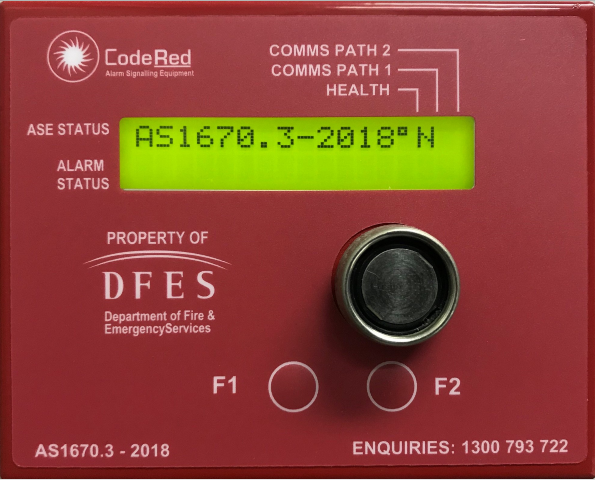 CodeRed
Alarm Signalling Equipment
COMMS PATH 2
COMMS PATH 1
HEALTH
ASE STATUS
AS1670.3-2018°N
ALARM
STATUS
PROPERTY OF
DFES
Department of Fire &
EmergencyServices
F1
F2
AS1670.3 - 2018
ENQUIRIES: 1300 793 722